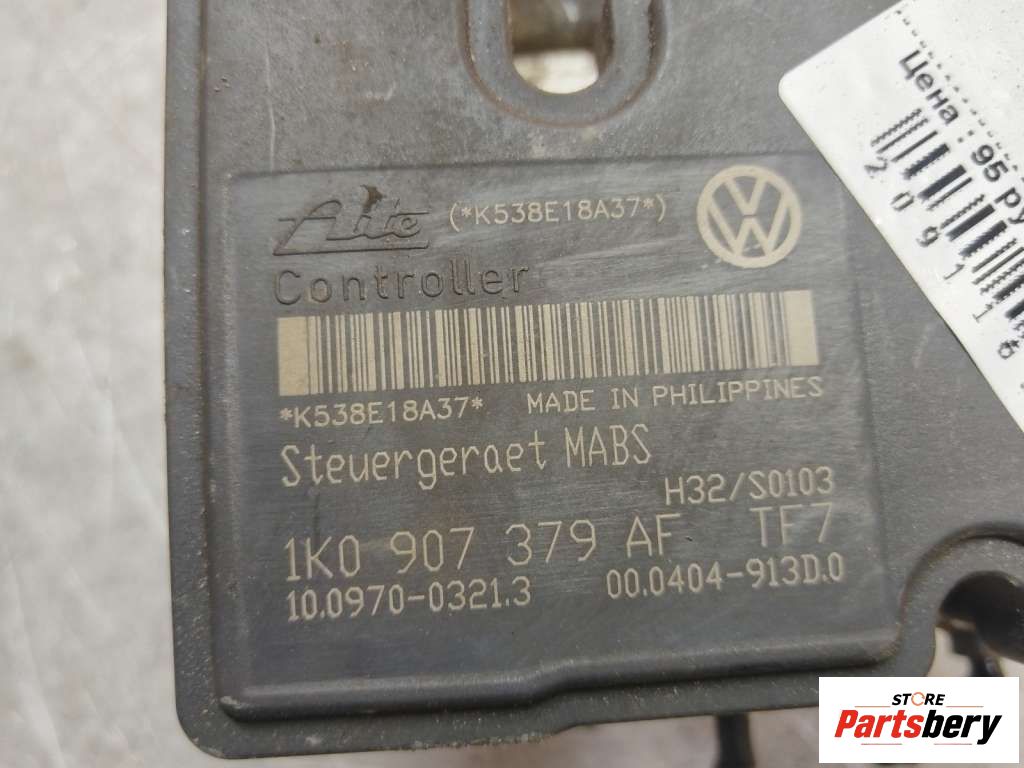 Ate (*K538E18A37*)
Controller
*K538E18A37* MADE IN PHILIPPINES
Steuergeraet MABS
H32/S0103
1K0 907 379 AF TF7
10.0970-0321.3 00.0404-913D.0
Цена : 95 ру
209116
STORE
Partsbery